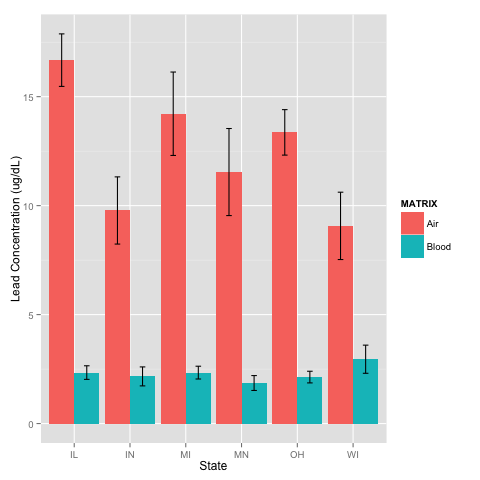 Lead Concentration (ug/dL)
15
10
5
0
IL IN MI MN OH WI
State
MATRIX
Air
Blood